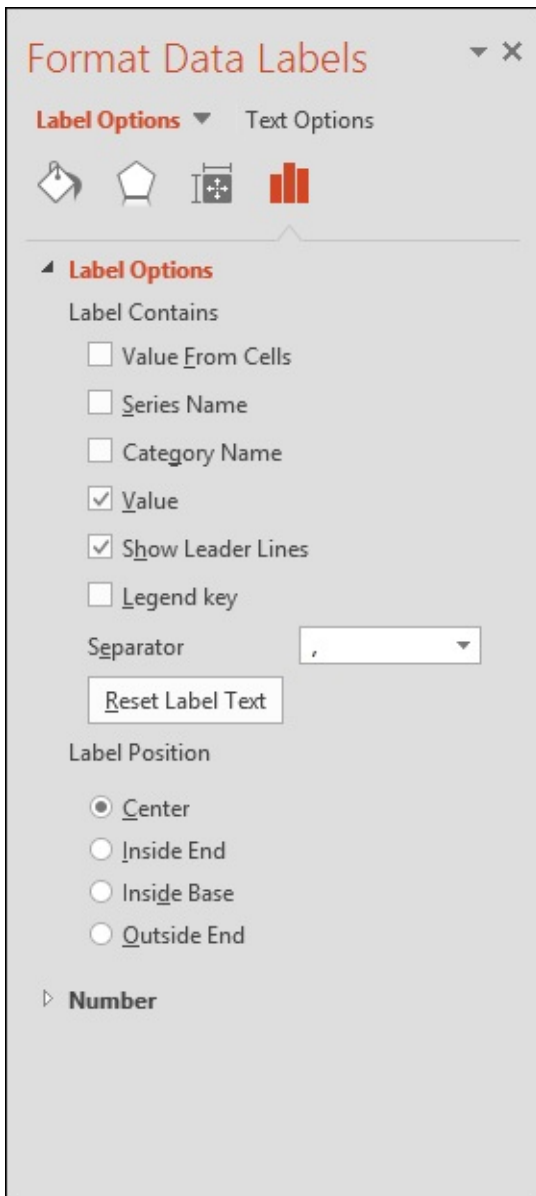 Format Data Labels
Label Options Text Options
Label Options
Label Contains
Value From Cells
Series Name
Category Name
Value
Show Leader Lines
Legend key
Separator ,
Reset Label Text
Label Position
Center
Inside End
Inside Base
Outside End
Number